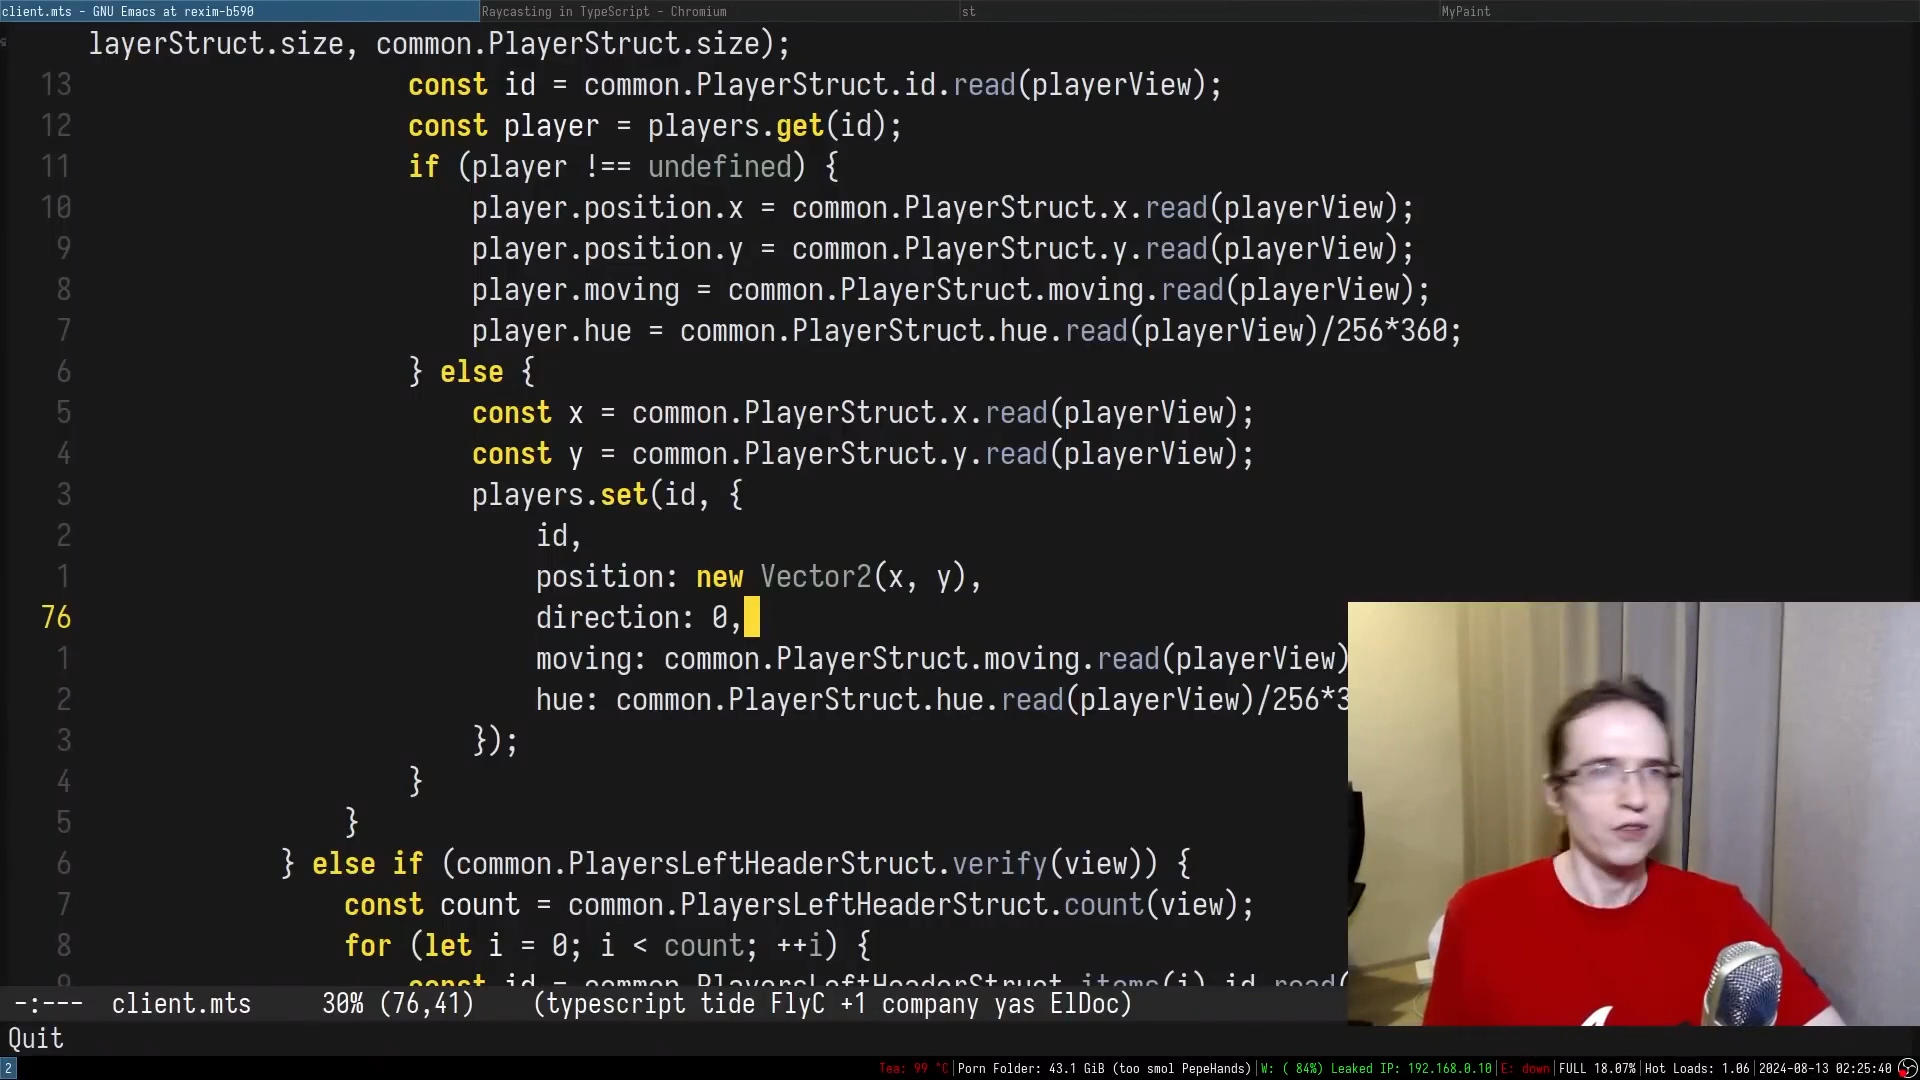 client.mts - GNU Emacs at rexim-b590
Raycasting in TypeScript - Chromium
st
MyPaint
layerStruct.size, common.PlayerStruct.size);
13 const id = common.PlayerStruct.id.read(playerView);
12 const player = players.get(id);
11 if (player !== undefined) {
10 player.position.x = common.PlayerStruct.x.read(playerView);
9 player.position.y = common.PlayerStruct.y.read(playerView);
8 player.moving = common.PlayerStruct.moving.read(playerView);
7 player.hue = common.PlayerStruct.hue.read(playerView)/256*360;
6 } else {
5 const x = common.PlayerStruct.x.read(playerView);
4 const y = common.PlayerStruct.y.read(playerView);
3 players.set(id, {
2 id,
1 position: new Vector2(x, y),
76 direction: 0,
1 moving: common.PlayerStruct.moving.read(playerView)
2 hue: common.PlayerStruct.hue.read(playerView)/256*3
3 });
4 }
5 }
6 } else if (common.PlayersLeftHeaderStruct.verify(view)) {
7 const count = common.PlayersLeftHeaderStruct.count(view);
8 for (let i = 0; i < count; ++i) {
9 const id = common.PlayersLeftHeaderStruct.items(i).id.read(
-:--- client.mts 30% (76,41) (typescript tide FlyC +1 company yas ElDoc)
Quit
2 Tea: 99 °C|Porn Folder: 43.1 GiB (too smol PepeHands)|W: ( 84%) Leaked IP: 192.168.0.10|E: down|FULL 18.07%|Hot Loads: 1.06|2024-08-13 02:25:40